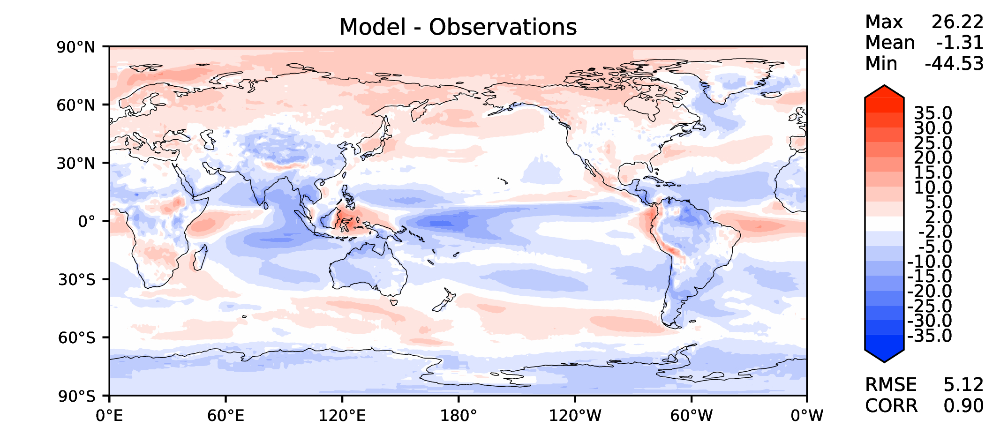 Model - Observations
Max 26.22
Mean -1.31
Min -44.53
90°N
60°N
30°N
0°
30°S
60°S
90°S
0°E 60°E 120°E 180° 120°W 60°W 0°W
35.0
30.0
25.0
20.0
15.0
10.0
5.0
2.0
-2.0
-5.0
-10.0
-15.0
-20.0
-25.0
-30.0
-35.0
RMSE 5.12
CORR 0.90